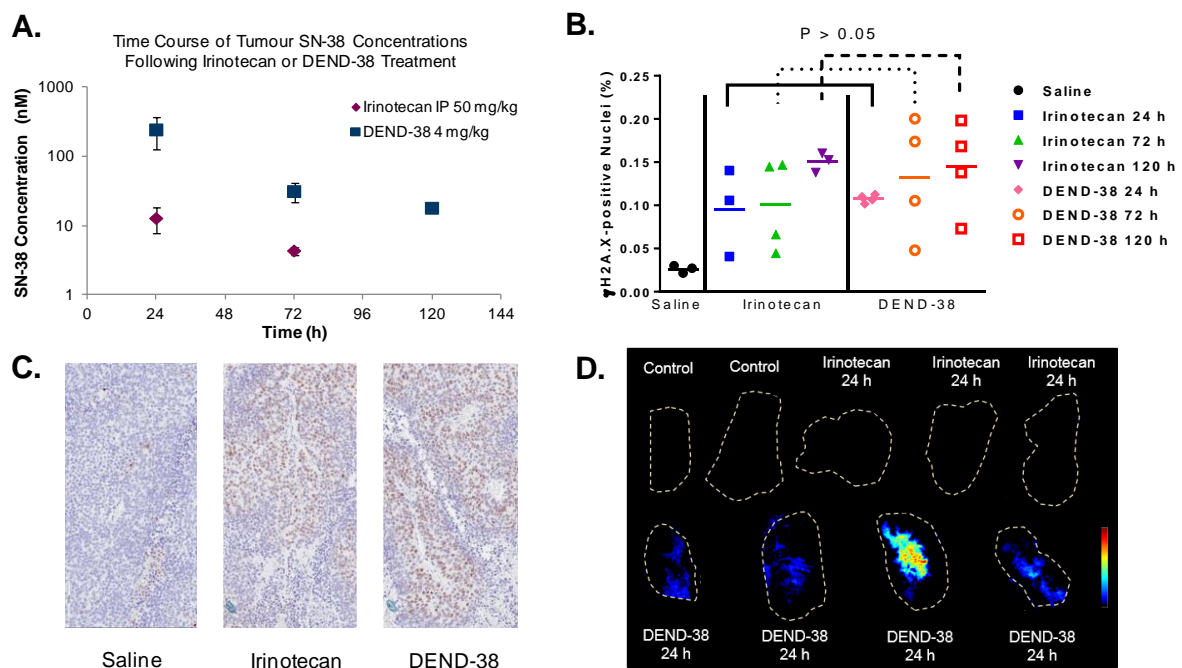 A.
Time Course of Tumour SN-38 Concentrations
Following Irinotecan or DEND-38 Treatment
SN-38 Concentration (nM)
1000
100
10
1
Irinotecan IP 50 mg/kg
DEND-38 4 mg/kg
0
24
48
72
96
120
144
Time (h)
B.
P > 0.05
γH2A.X-positive Nuclei (%)
0.25
0.20
0.15
0.10
0.05
0.00
Saline
Irinotecan
DEND-38
Saline
Irinotecan 24 h
Irinotecan 72 h
Irinotecan 120 h
DEND-38 24 h
DEND-38 72 h
DEND-38 120 h
C.
Saline
Irinotecan
DEND-38
D.
Control
Control
Irinotecan
24 h
Irinotecan
24 h
Irinotecan
24 h
DEND-38
24 h
DEND-38
24 h
DEND-38
24 h
DEND-38
24 h